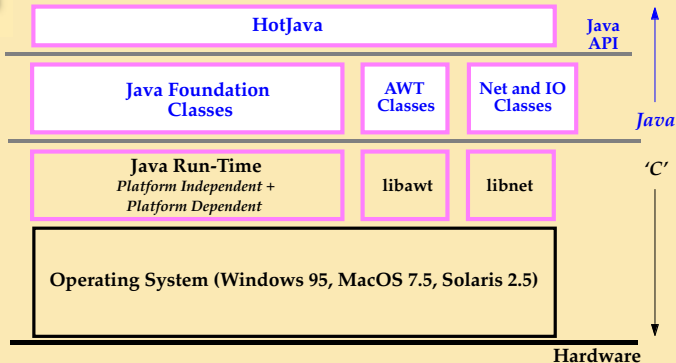 HotJava
Java
API
Java Foundation
Classes
AWT
Classes
Net and IO
Classes
Java
Java Run-Time
Platform Independent +
Platform Dependent
libawt
libnet
‘C’
Operating System (Windows 95, MacOS 7.5, Solaris 2.5)
Hardware